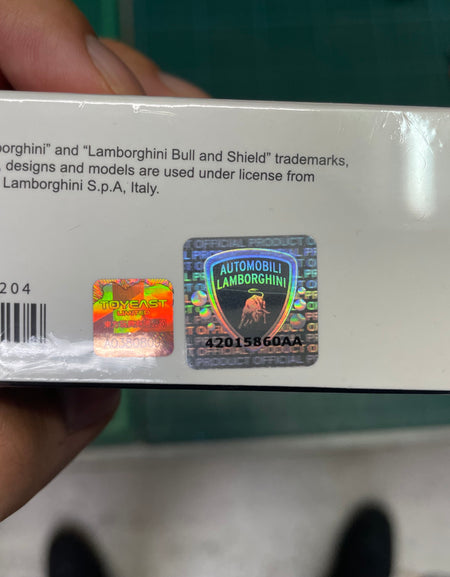 orghini” and “Lamborghini Bull and Shield” trademarks,
, designs and models are used under license from
Lamborghini S.p.A, Italy.
204
TOYEAST
LIMITED
OFFICIAL PRODUCT
AUTOMOBILI
LAMBORGHINI
42015860AA
PRODUCT OFFICIAL